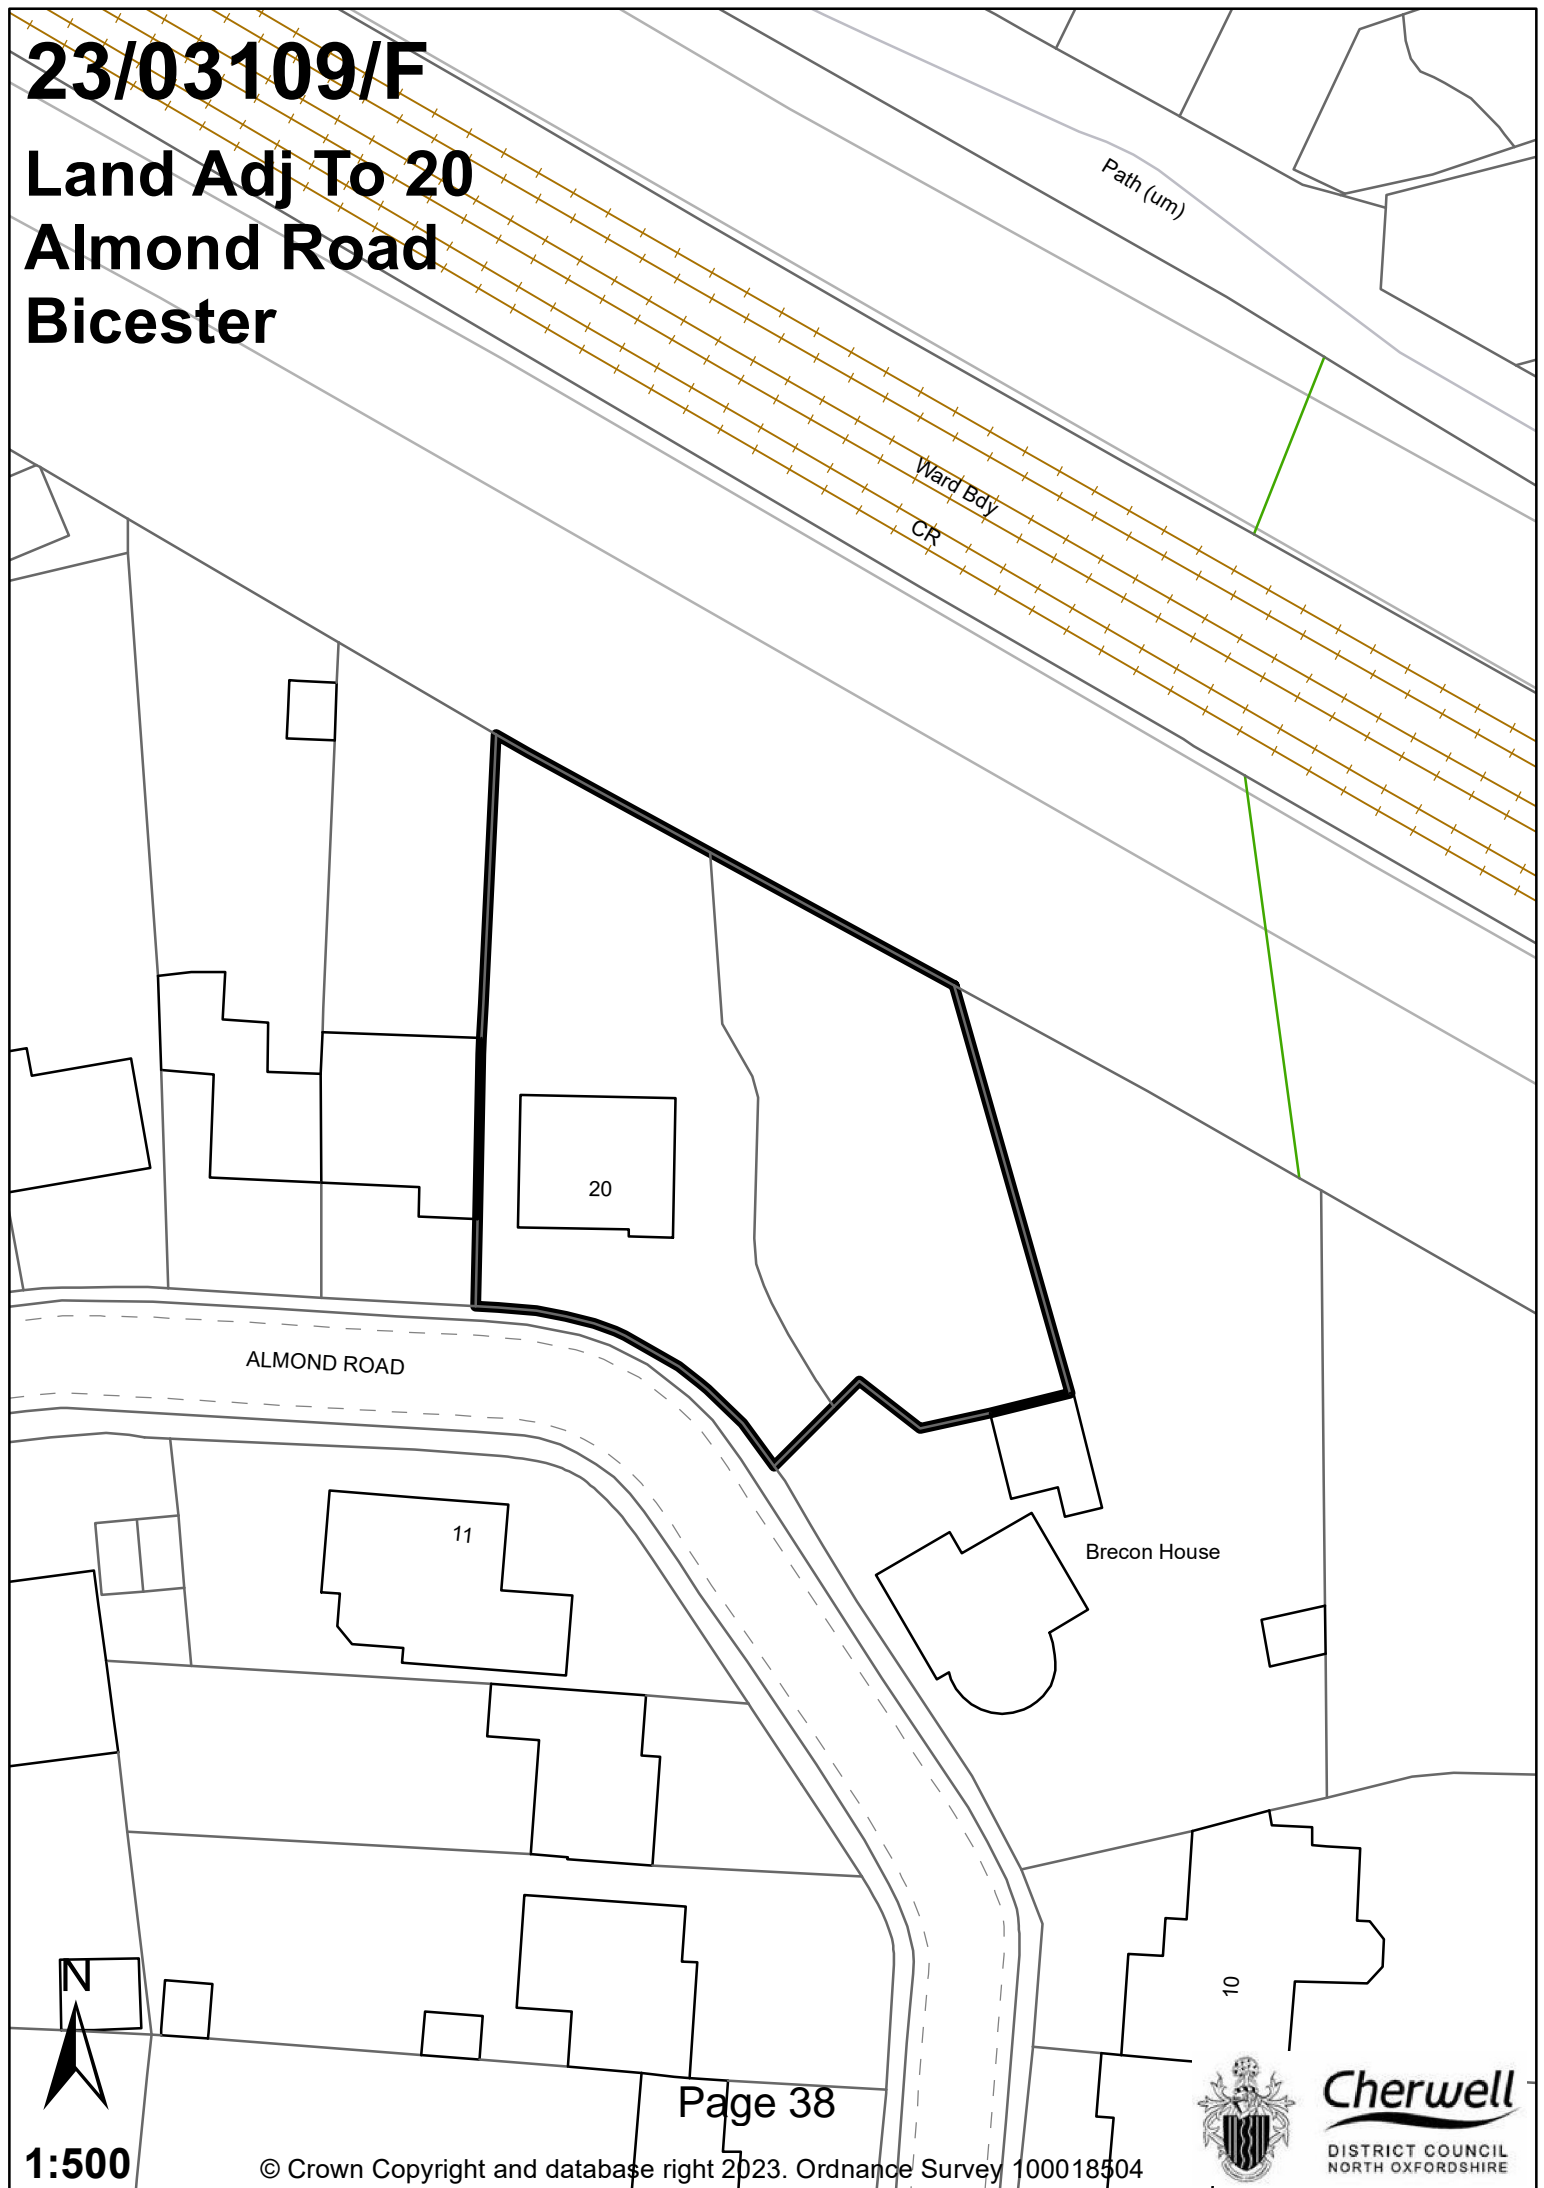 23/03109/F
Land Adj To 20
Almond Road
Bicester
Path (um)
Ward Bdy
CR
20
ALMOND ROAD
11
Brecon House
10
N
Page 38
1:500
© Crown Copyright and database right 2023. Ordnance Survey 100018504
Cherwell
DISTRICT COUNCIL
NORTH OXFORDSHIRE